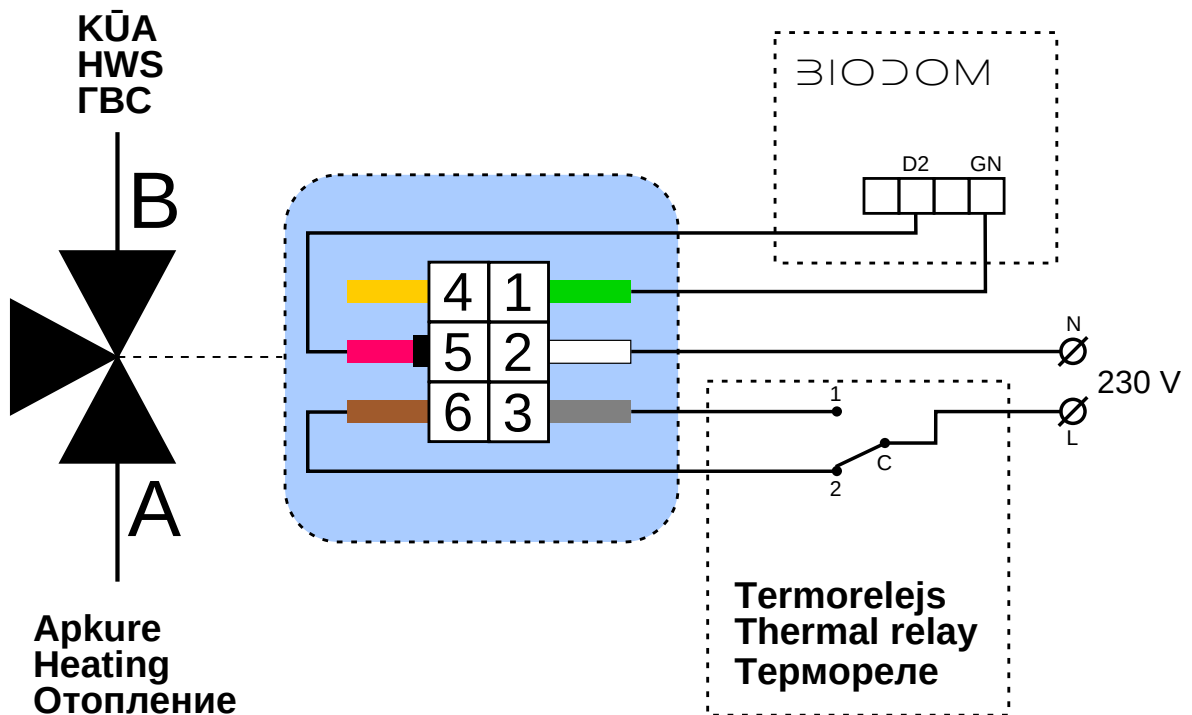 KŪA
HWS
ГВС
B
A
Apkure
Heating
Отопление
BIODOM
D2 GN
4 1
5 2
6 3
N
230 V
L
1
C
2
Termorelejs
Thermal relay
Термореле